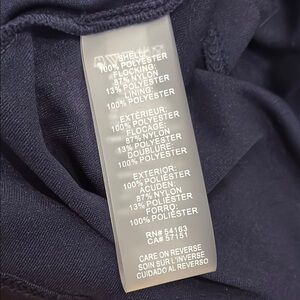 SHELL:
100% POLYESTER
FLOCKING:
87% NYLON
13% POLYESTER
LINING:
100% POLYESTER
EXTÉRIEUR:
100% POLYESTER
FLOCAGE:
87% NYLON
13% POLYESTER
DOUBLURE:
100% POLYESTER
EXTERIOR:
100% POLIÉSTER
ACUDEN:
87% NYLON
13% POLIÉSTER
FORRO:
100% POLIÉSTER
RN# 54163
CA# 57151
CARE ON REVERSE
SOIN SUR L'INVERSE
CUIDADO AL REVERSO